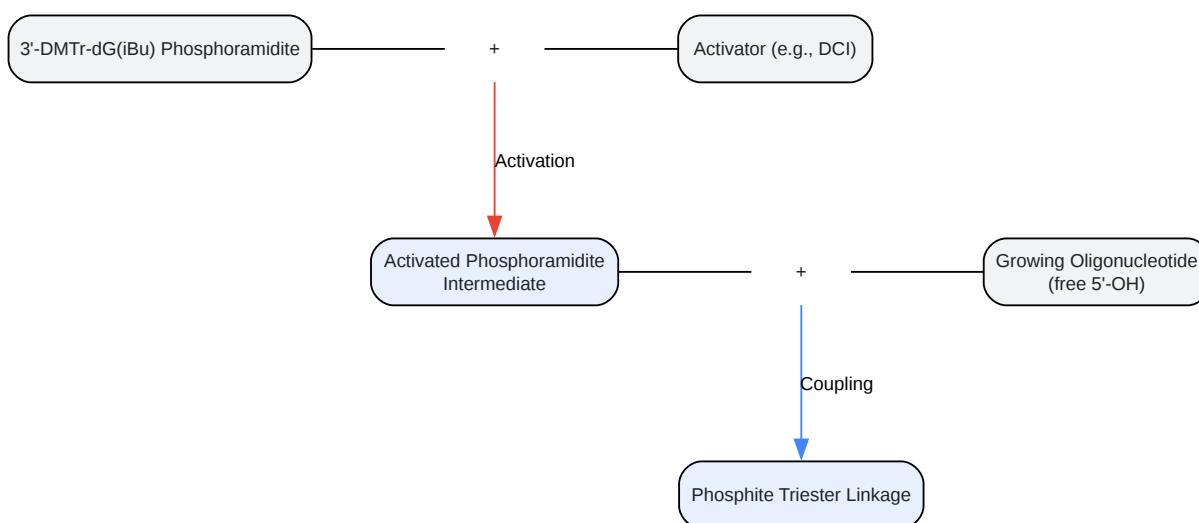 3'-DMTr-dG(iBu) Phosphoramidite
+
Activator (e.g., DCI)
Activation
Activated Phosphoramidite
Intermediate
+
Growing Oligonucleotide
(free 5'-OH)
Coupling
Phosphite Triester Linkage